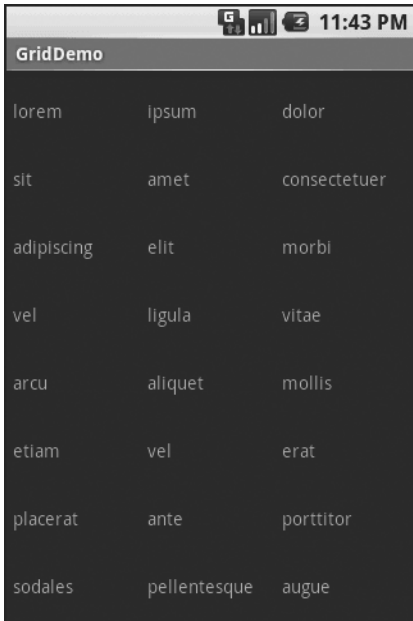 G 11:43 PM
GridDemo
lorem ipsum dolor
sit amet consectetuer
adipiscing elit morbi
vel ligula vitae
arcu aliquet mollis
etiam vel erat
placerat ante porttitor
sodales pellentesque augue